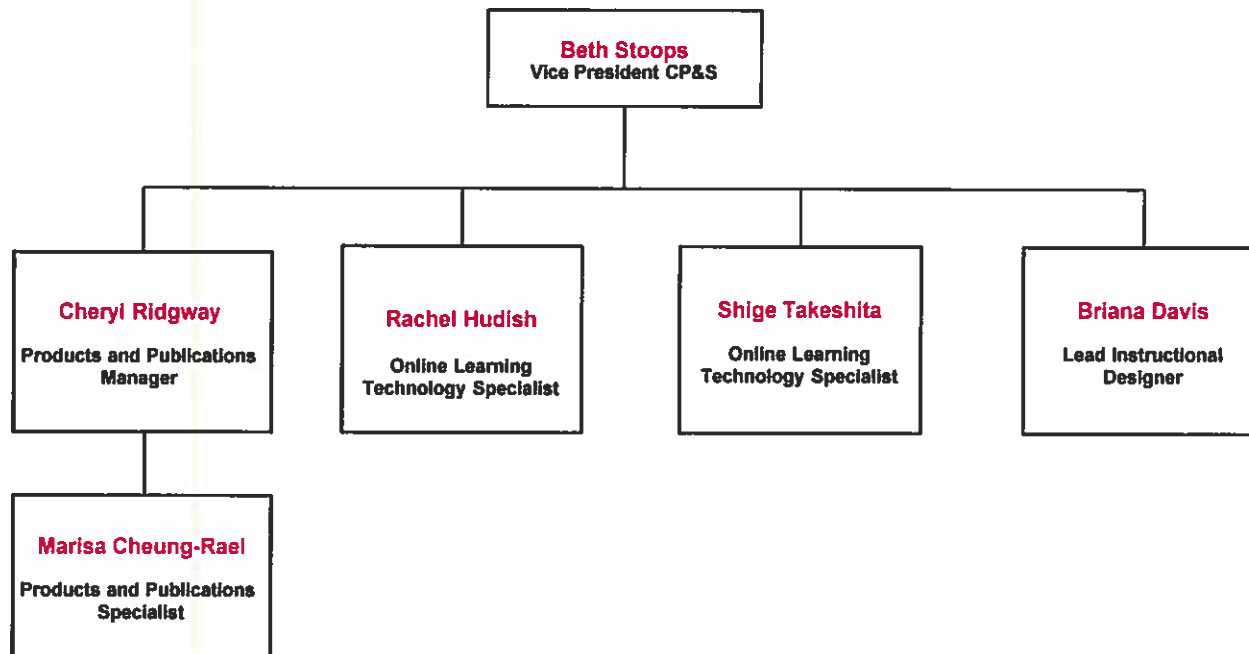 Beth Stoops
Vice President CP&S
Cheryl Ridgway
Products and Publications
Manager
Rachel Hudish
Online Learning
Technology Specialist
Shige Takeshita
Online Learning
Technology Specialist
Briana Davis
Lead Instructional
Designer
Marisa Cheung-Rael
Products and Publications
Specialist